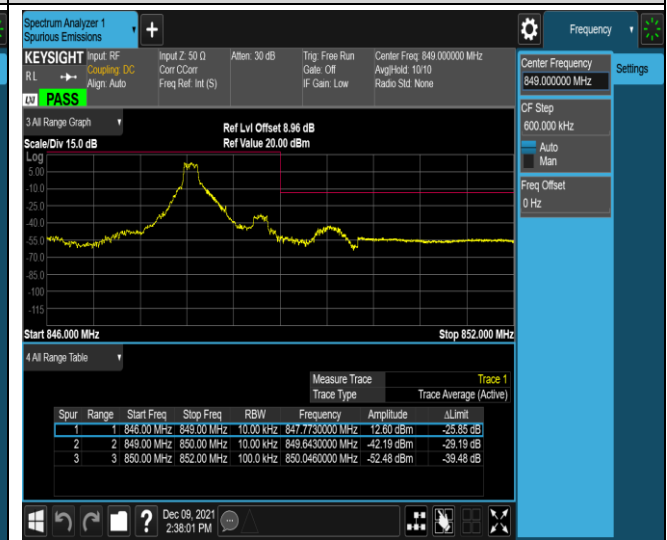 Spectrum Analyzer 1
Spurious Emissions
+
Frequency
KEYSIGHT
RL
Input: RF
Coupling: DC
Align: Auto
Input Z: 50 Ω
Corr CCorr
Freq Ref: Int (S)
Atten: 30 dB
Trig: Free Run
Gate: Off
IF Gain: Low
Center Freq: 849.000000 MHz
Avg|Hold: 10/10
Radio Std: None
LXI PASS
Center Frequency
849.000000 MHz
Settings
CF Step
600.000 kHz
Auto
Man
Freq Offset
0 Hz
3 All Range Graph
Scale/Div 15.0 dB
Ref Lvl Offset 8.96 dB
Ref Value 20.00 dBm
Log
5.00
-10.0
-25.0
-40.0
-55.0
-70.0
-85.0
-100
-115
Start 846.000 MHz Stop 852.000 MHz
4 All Range Table
Measure Trace Trace 1
Trace Type Trace Average (Active)
Spur Range Start Freq Stop Freq RBW Frequency Amplitude ΔLimit
1 1 846.00 MHz 849.00 MHz 10.00 kHz 847.7730000 MHz 12.60 dBm -25.85 dB
2 2 849.00 MHz 850.00 MHz 10.00 kHz 849.6430000 MHz -42.19 dBm -29.19 dB
3 3 850.00 MHz 852.00 MHz 100.0 kHz 850.0460000 MHz -52.48 dBm -39.48 dB
?
Dec 09, 2021
2:38:01 PM